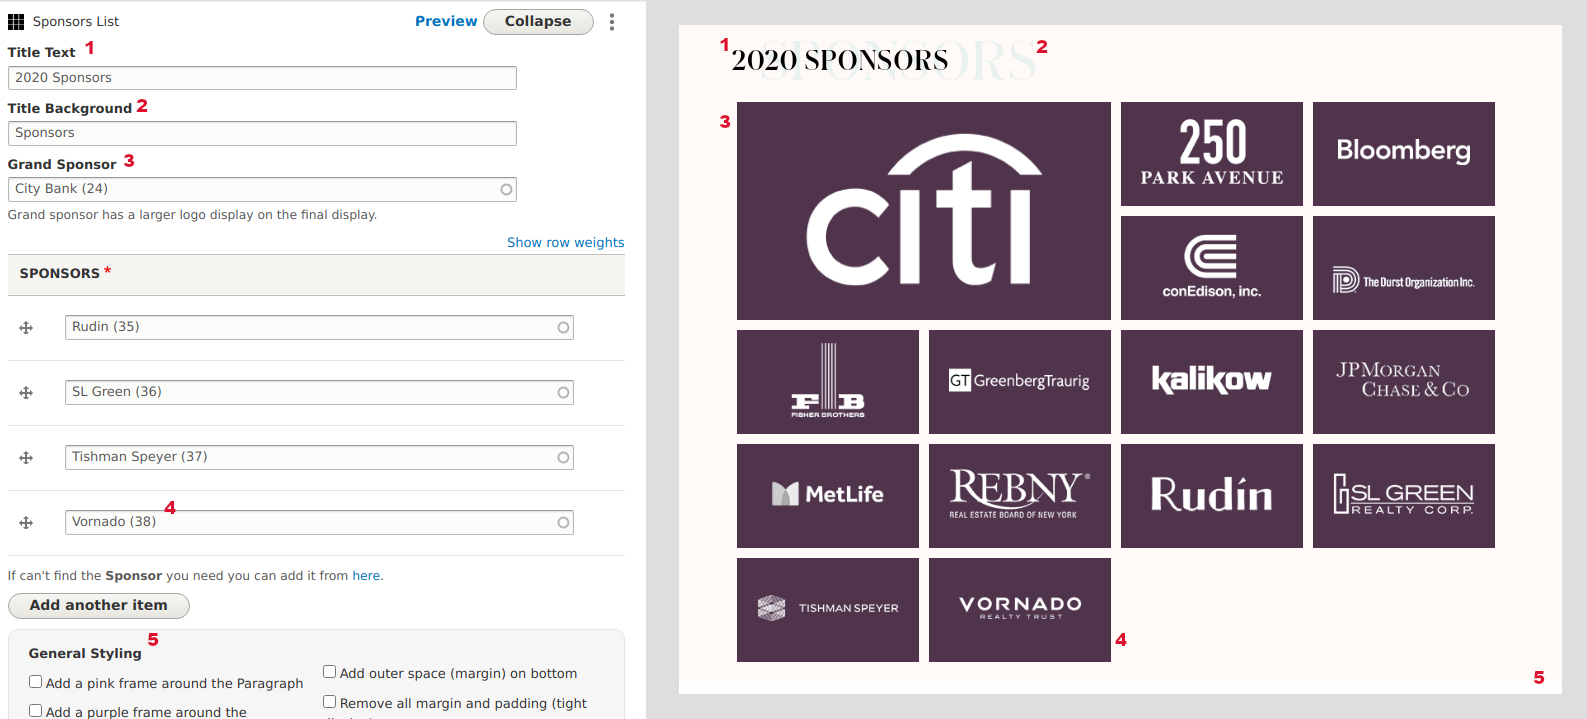 Sponsors List
Preview
Collapse
Title Text 1
2020 Sponsors
Title Background 2
Sponsors
Grand Sponsor 3
City Bank (24)
Grand sponsor has a larger logo display on the final display.
Show row weights
SPONSORS *
Rudin (35)
SL Green (36)
Tishman Speyer (37)
4
Vornado (38)
If can't find the Sponsor you need you can add it from here.
Add another item
5
General Styling
Add a pink frame around the Paragraph
Add a purple frame around the
Add outer space (margin) on bottom
Remove all margin and padding (tight
1
SPONSORS
2020 SPONSORS
2
3
citi
250
PARK AVENUE
Bloomberg
conEdison, inc.
The Durst Organization Inc.
FB
FISHER BROTHERS
GT GreenbergTraurig
kalikow
JPMORGAN
CHASE & CO
MetLife
REBNY®
REAL ESTATE BOARD OF NEW YORK
Rudín
SL GREEN
REALTY CORP.
TISHMAN SPEYER
VORNADO
REALTY TRUST
4
5